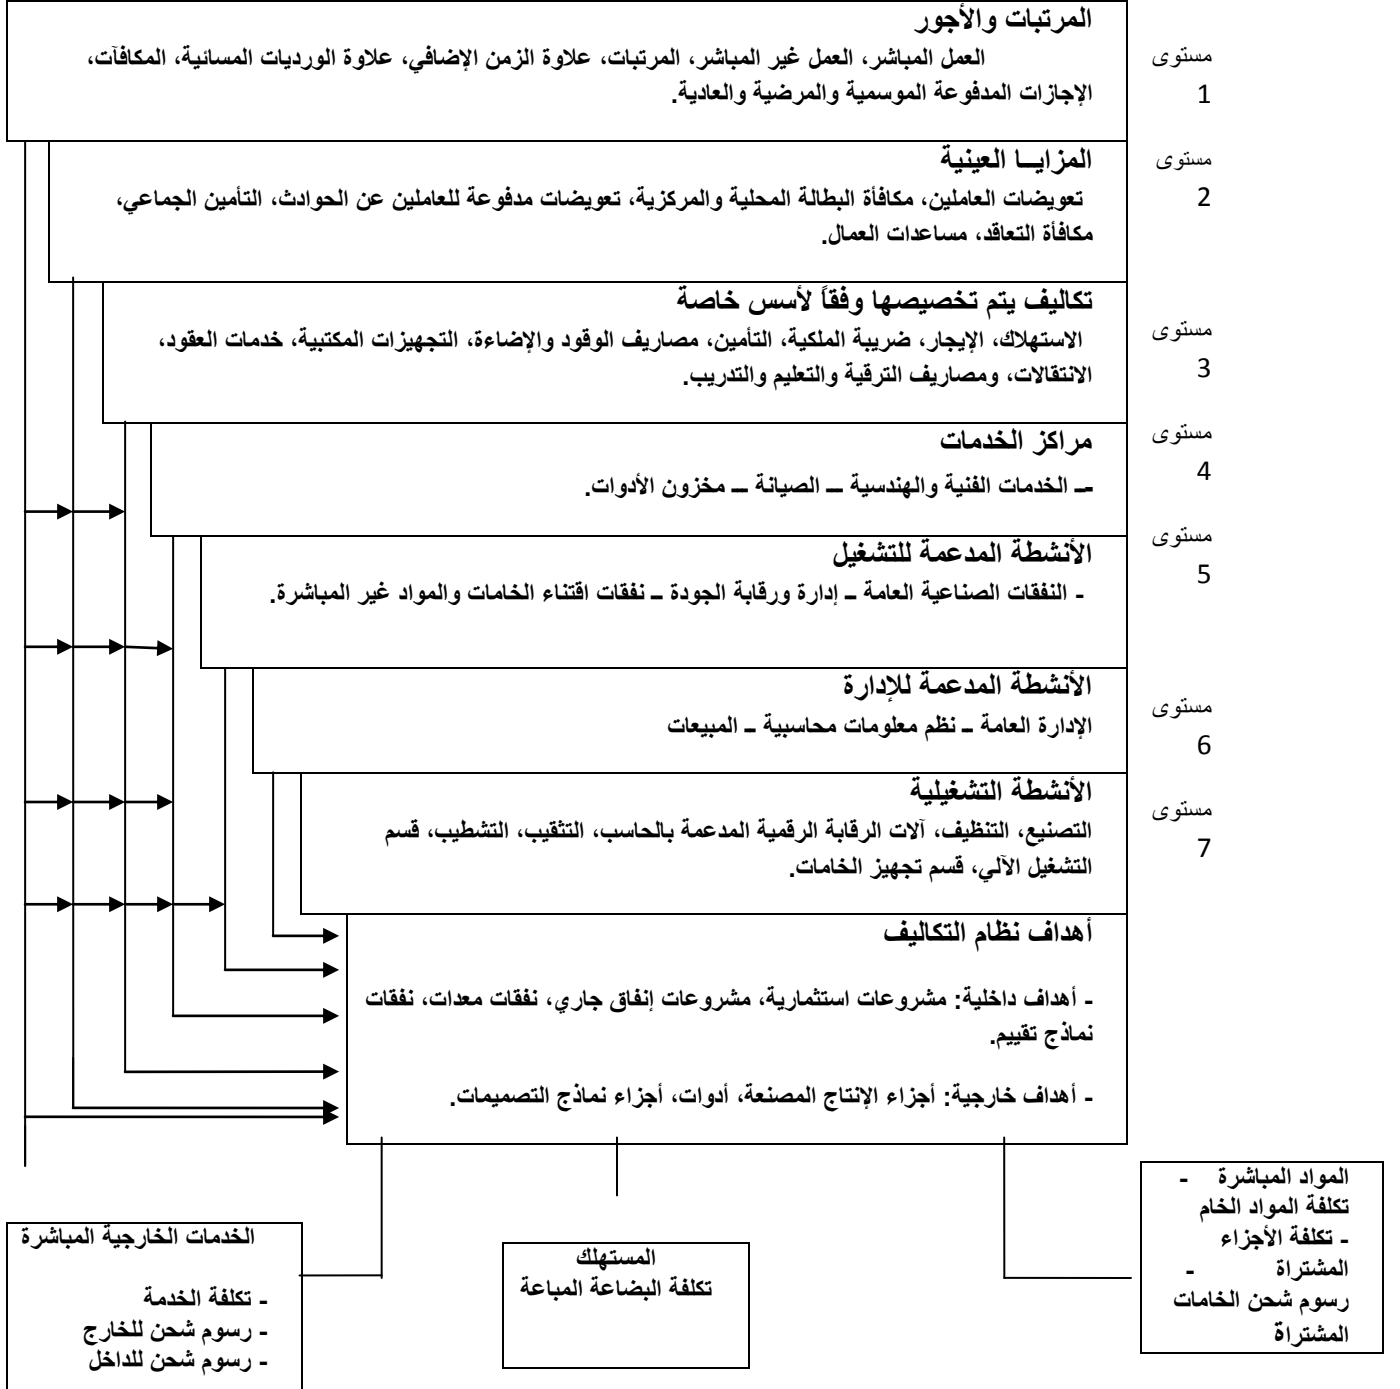 المرتبات والأجور
العمل المباشر، العمل غير المباشر، المرتبات، علاوة الزمن الإضافي، علاوة الورديات المسائية، المكافآت،
الإجازات المدفوعة الموسمية والمرضية والعادية.
مستوى
1
المزايــا العينية
تعويضات العاملين، مكافأة البطالة المحلية والمركزية، تعويضات مدفوعة للعاملين عن الحوادث، التأمين الجماعي،
مكافأة التعاقد، مساعدات العمال.
مستوى
2
تكاليف يتم تخصيصها وفقاً لأسس خاصة
الاستهلاك، الإيجار، ضريبة الملكية، التأمين، مصاريف الوقود والإضاءة، التجهيزات المكتبية، خدمات العقود،
الانتقالات، ومصاريف الترقية والتعليم والتدريب.
مستوى
3
مراكز الخدمات
ــ الخدمات الفنية والهندسية ــ الصيانة ــ مخزون الأدوات.
مستوى
4
الأنشطة المدعمة للتشغيل
- النفقات الصناعية العامة ــ إدارة ورقابة الجودة ــ نفقات اقتناء الخامات والمواد غير المباشرة.
مستوى
5
الأنشطة المدعمة للإدارة
الإدارة العامة ــ نظم معلومات محاسبية ــ المبيعات
مستوى
6
الأنشطة التشغيلية
التصنيع، التنظيف، آلات الرقابة الرقمية المدعمة بالحاسب، التثقيب، التشطيب، قسم
التشغيل الآلي، قسم تجهيز الخامات.
مستوى
7
أهداف نظام التكاليف
- أهداف داخلية: مشروعات استثمارية، مشروعات إنفاق جاري، نفقات معدات، نفقات
نماذج تقييم.
- أهداف خارجية: أجزاء الإنتاج المصنعة، أدوات، أجزاء نماذج التصميمات.
المواد المباشرة -
تكلفة المواد الخام
- تكلفة الأجزاء
المشتراة -
رسوم شحن الخامات
المشتراة
المستهلك
تكلفة البضاعة المباعة
الخدمات الخارجية المباشرة
- تكلفة الخدمة
- رسوم شحن للخارج
- رسوم شحن للداخل